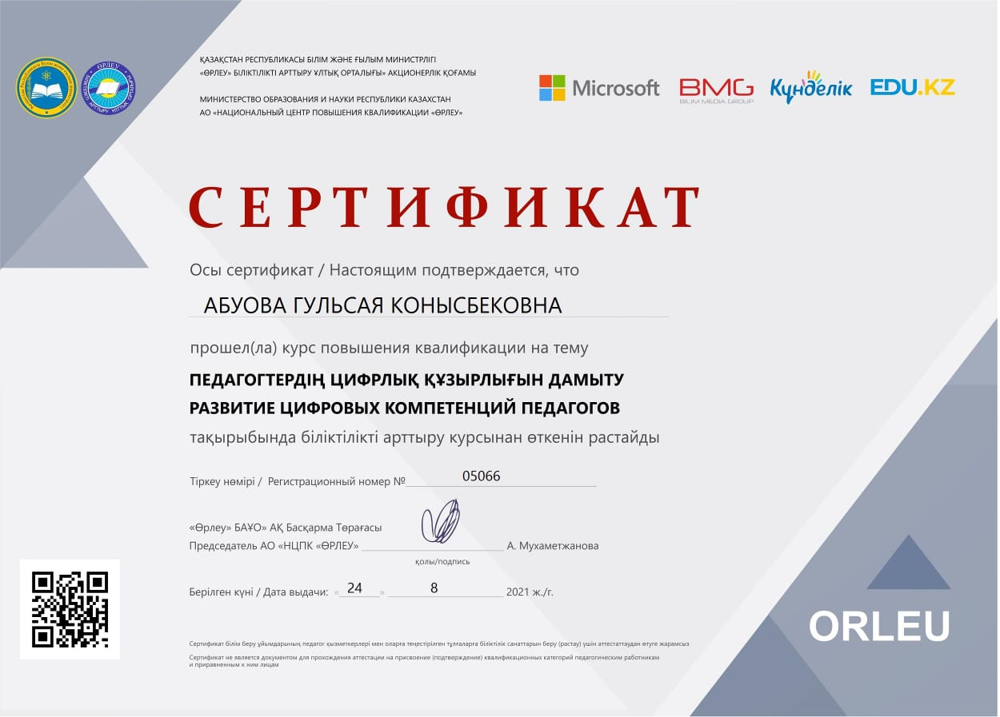 ҚАЗАҚСТАН РЕСПУБЛИКАСЫ БІЛІМ ЖӘНЕ ҒЫЛЫМ МИНИСТРЛІГІ
«ӨРЛЕУ» БІЛІКТІЛІКТІ АРТТЫРУ ҰЛТЫҚ ОРТАЛЫҒЫ» АКЦИОНЕРЛІК ҚОҒАМЫ
МИНИСТЕРСТВО ОБРАЗОВАНИЯ И НАУКИ РЕСПУБЛИКИ КАЗАХСТАН
АО «НАЦИОНАЛЬНЫЙ ЦЕНТР ПОВЫШЕНИЯ КВАЛИФИКАЦИИ «ӨРЛЕУ»
ӨРЛЕУ
Microsoft
BMG
BILIM MEDIA GROUP
Күнделік
EDU.KZ
СЕРТИФИКАТ
Осы сертификат / Настоящим подтверждается, что
АБУОВА ГУЛЬСАЯ КОНЫСБЕКОВНА
прошел(ла) курс повышения квалификации на тему
ПЕДАГОГТЕРДІҢ ЦИФРЛЫҚ ҚҰЗЫРЛЫҒЫН ДАМЫТУ
РАЗВИТИЕ ЦИФРОВЫХ КОМПЕТЕНЦИЙ ПЕДАГОГОВ
тақырыбында біліктілікті арттыру курсынан өткенін растайды
Тіркеу нөмірі / Регистрационный номер № 05066
«Өрлеу» БАҰО» АҚ Басқарма Төрағасы
Председатель АО «НЦПК «ӨРЛЕУ» А. Мухаметжанова
қолы/подпись
Берілген күні / Дата выдачи: « 24 » 8 2021 ж./г.
ORLEU
Сертификат білім беру ұйымдарының педагог қызметкерлері мен оларға теңестірілген тұлғаларға біліктілік санаттарын беру (растау) үшін аттестаттаудан өтуге жарамсыз
Сертификат не является документом для прохождения аттестации на присвоение (подтверждение) квалификационных категорий педагогическим работникам
и приравненным к ним лицам